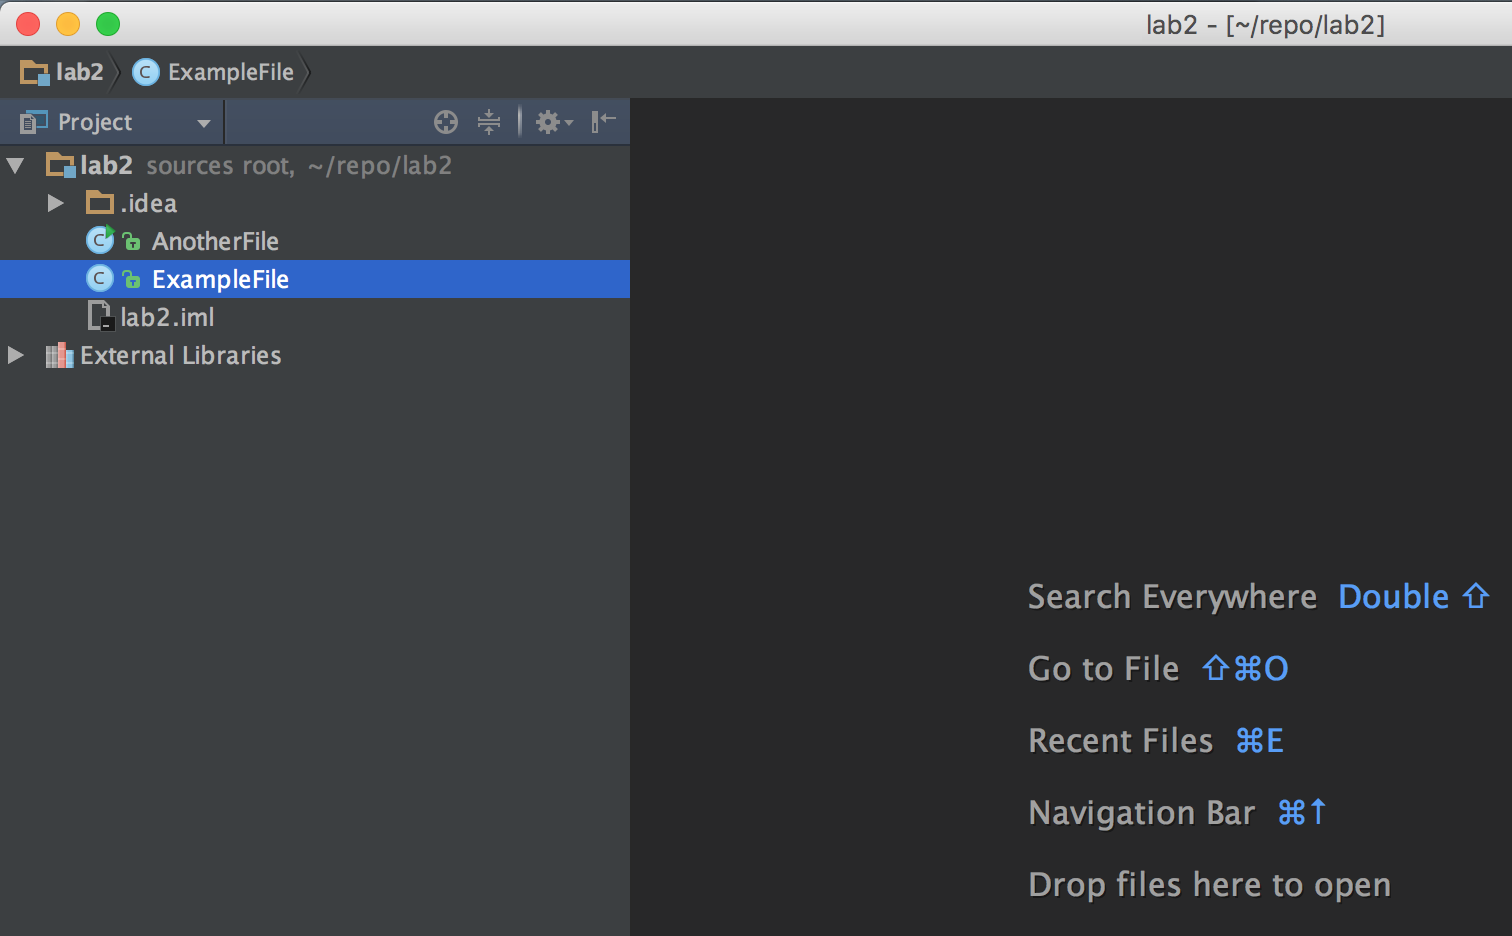 lab2 - [~/repo/lab2]
lab2 ExampleFile
Project
lab2 sources root, ~/repo/lab2
.idea
AnotherFile
ExampleFile
lab2.iml
External Libraries
Search Everywhere Double ⇧
Go to File ⇧⌘O
Recent Files ⌘E
Navigation Bar ⌘↑
Drop files here to open